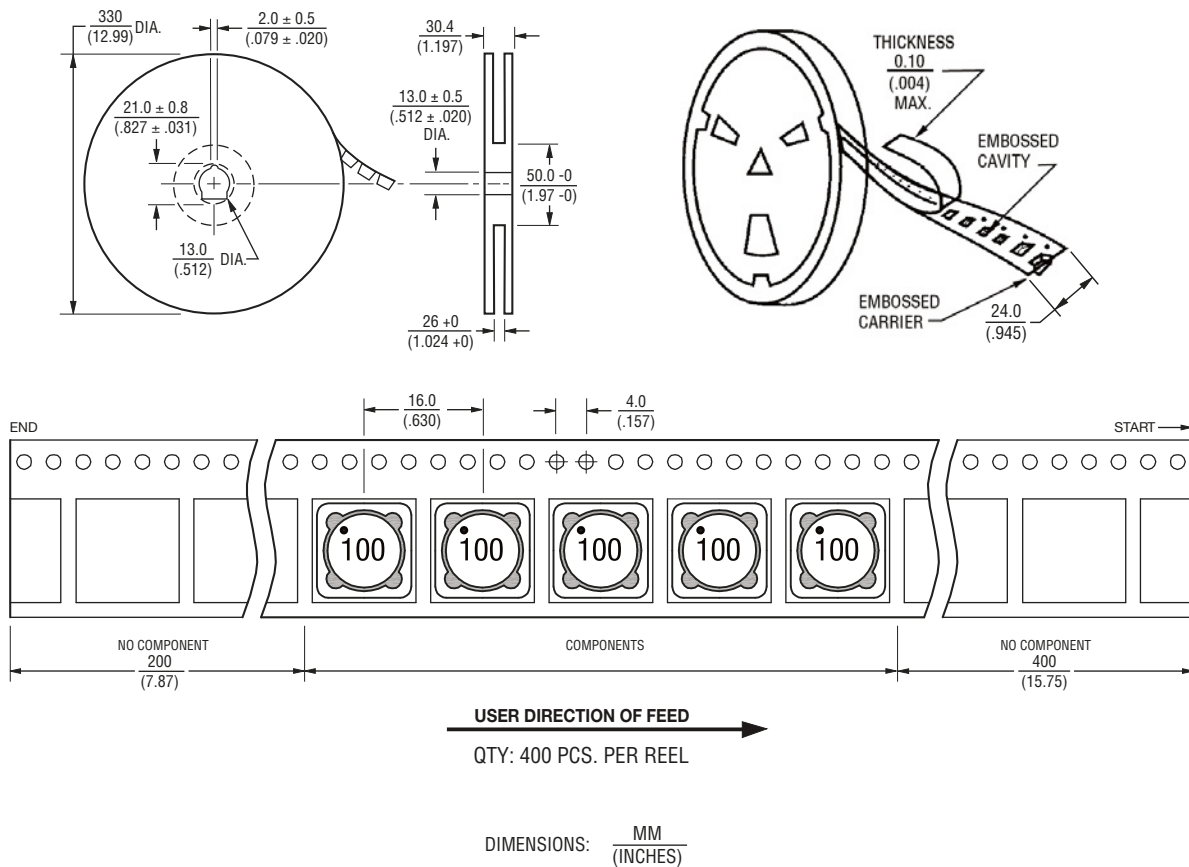 330
(12.99)
DIA.
2.0 ± 0.5
(.079 ± .020)
21.0 ± 0.8
(.827 ± .031)
13.0
(.512)
DIA.
30.4
(1.197)
13.0 ± 0.5
(.512 ± .020)
DIA.
50.0 -0
(1.97 -0)
26 +0
(1.024 +0)
THICKNESS
0.10
(.004)
MAX.
EMBOSSED
CAVITY
EMBOSSED
CARRIER
24.0
(.945)
16.0
(.630)
4.0
(.157)
END
START
100
100
100
100
100
NO COMPONENT
200
(7.87)
COMPONENTS
NO COMPONENT
400
(15.75)
USER DIRECTION OF FEED
QTY: 400 PCS. PER REEL
DIMENSIONS:
MM
(INCHES)